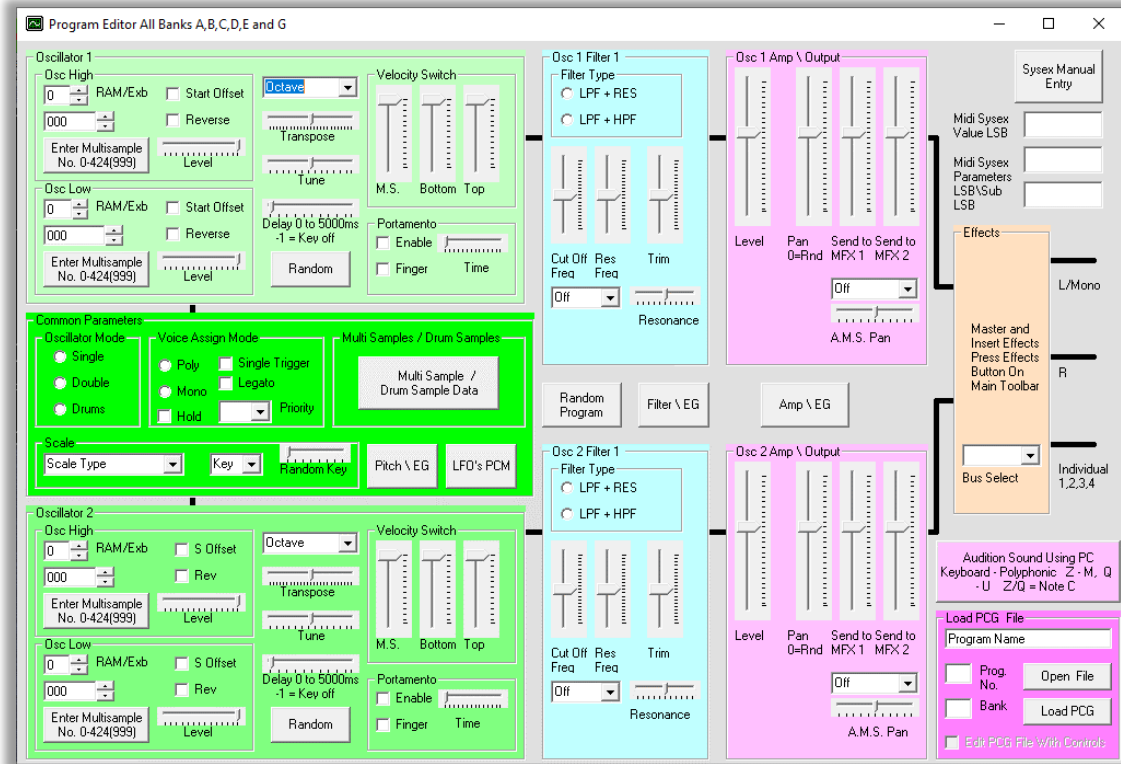 Program Editor All Banks A,B,C,D,E and G
Oscillator 1
Osc High
0
RAM/Exb
Start Offset
000
Reverse
Enter Multisample
No. 0-424(999)
Level
Osc Low
0
RAM/Exb
Start Offset
000
Reverse
Enter Multisample
No. 0-424(999)
Level
Octave
Transpose
Tune
Delay 0 to 5000ms
-1 = Key off
Random
Velocity Switch
M.S. Bottom Top
Portamento
Enable
Finger
Time
Osc 1 Filter 1
Filter Type
LPF + RES
LPF + HPF
Cut Off
Freq
Res
Freq
Trim
Off
Resonance
Osc 1 Amp \ Output
Level
Pan
0=Rnd
Send to
MFX 1
Send to
MFX 2
Off
A.M.S. Pan
Sysex Manual
Entry
Midi Sysex
Value LSB
Midi Sysex
Parameters
LSB\Sub
LSB
Effects
Master and
Insert Effects
Press Effects
Button On
Main Toolbar
Bus Select
L/Mono
R
Individual
1,2,3,4
Common Parameters
Oscillator Mode
Single
Double
Drums
Voice Assign Mode
Poly
Single Trigger
Mono
Legato
Hold
Priority
Multi Samples / Drum Samples
Multi Sample /
Drum Sample Data
Scale
Scale Type
Key
Random Key
Pitch \ EG
LFO's PCM
Random
Program
Filter \ EG
Amp \ EG
Oscillator 2
Osc High
0
RAM/Exb
S Offset
000
Rev
Enter Multisample
No. 0-424(999)
Level
Osc Low
0
RAM/Exb
S Offset
000
Rev
Enter Multisample
No. 0-424(999)
Level
Octave
Transpose
Tune
Delay 0 to 5000ms
-1 = Key off
Random
Velocity Switch
M.S. Bottom Top
Portamento
Enable
Finger
Time
Osc 2 Filter 1
Filter Type
LPF + RES
LPF + HPF
Cut Off
Freq
Res
Freq
Trim
Off
Resonance
Osc 2 Amp \ Output
Level
Pan
0=Rnd
Send to
MFX 1
Send to
MFX 2
Off
A.M.S. Pan
Audition Sound Using PC
Keyboard - Polyphonic Z - M, Q
- U Z/Q = Note C
Load PCG File
Program Name
Prog.
No.
Open File
Bank
Load PCG
Edit PCG File With Controls